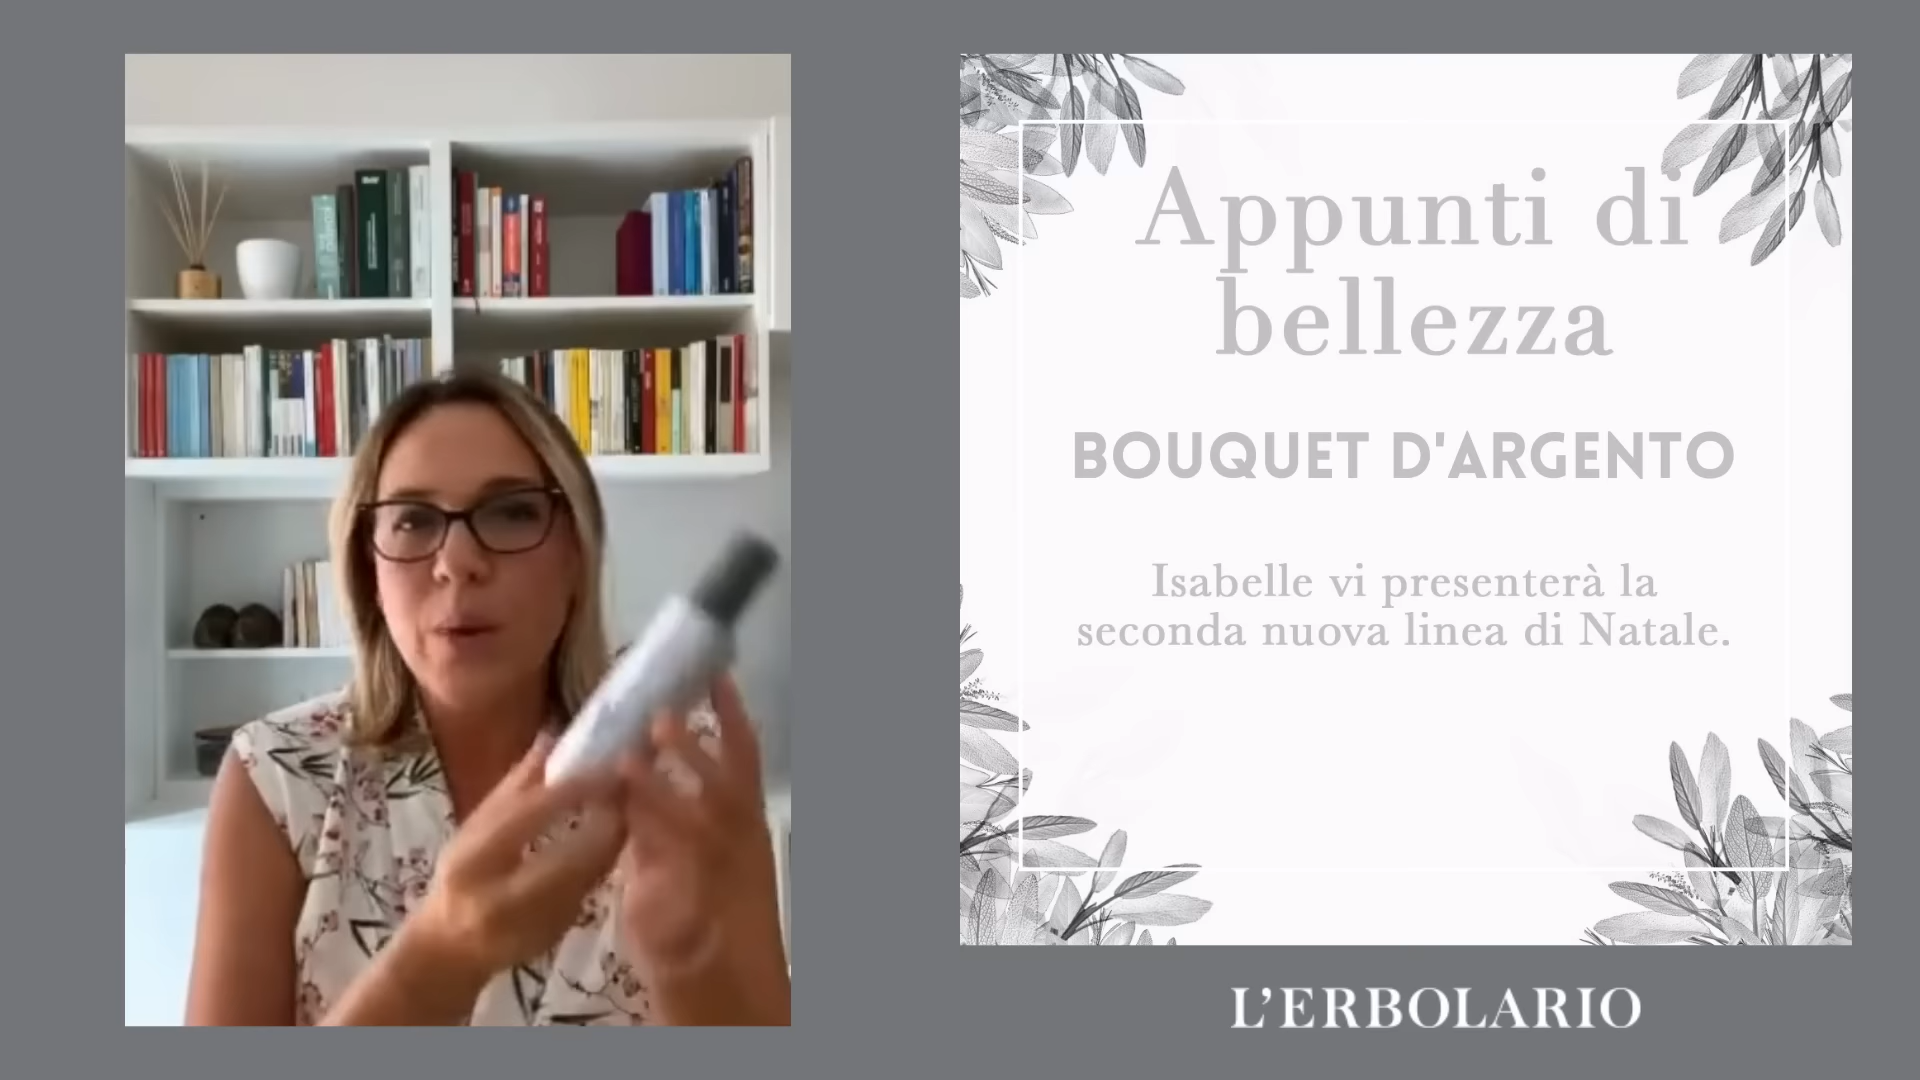 Appunti di
bellezza
BOUQUET D'ARGENTO
Isabelle vi presenterà la
seconda nuova linea di Natale.
L'ERBOLARIO